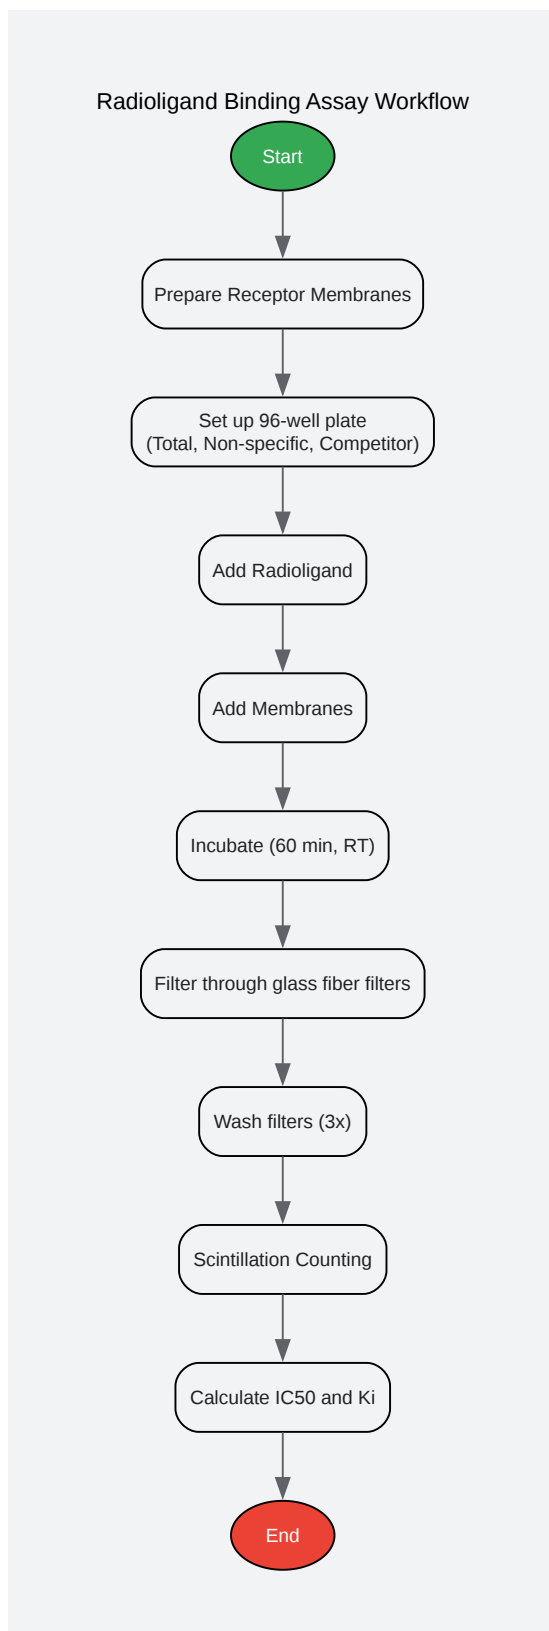 Radioligand Binding Assay Workflow
Start
Prepare Receptor Membranes
Set up 96-well plate
(Total, Non-specific, Competitor)
Add Radioligand
Add Membranes
Incubate (60 min, RT)
Filter through glass fiber filters
Wash filters (3x)
Scintillation Counting
Calculate IC50 and Ki
End